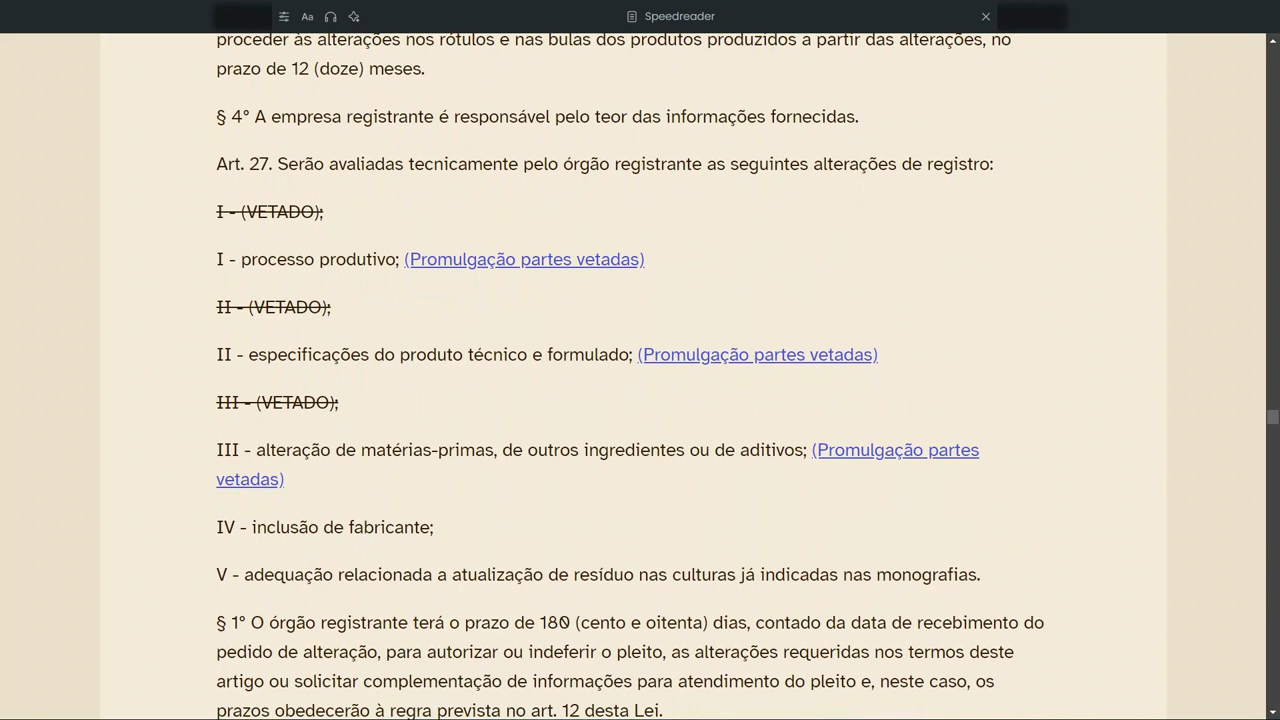 Aa
Speedreader
proceder às alterações nos rótulos e nas bulas dos produtos produzidos a partir das alterações, no
prazo de 12 (doze) meses.
§ 4º A empresa registrante é responsável pelo teor das informações fornecidas.
Art. 27. Serão avaliadas tecnicamente pelo órgão registrante as seguintes alterações de registro:
I - (VETADO);
I - processo produtivo; (Promulgação partes vetadas)
II - (VETADO);
II - especificações do produto técnico e formulado; (Promulgação partes vetadas)
III - (VETADO);
III - alteração de matérias-primas, de outros ingredientes ou de aditivos; (Promulgação partes
vetadas)
IV - inclusão de fabricante;
V - adequação relacionada a atualização de resíduo nas culturas já indicadas nas monografias.
§ 1º O órgão registrante terá o prazo de 180 (cento e oitenta) dias, contado da data de recebimento do
pedido de alteração, para autorizar ou indeferir o pleito, as alterações requeridas nos termos deste
artigo ou solicitar complementação de informações para atendimento do pleito e, neste caso, os
prazos obedecerão à regra prevista no art. 12 desta Lei.